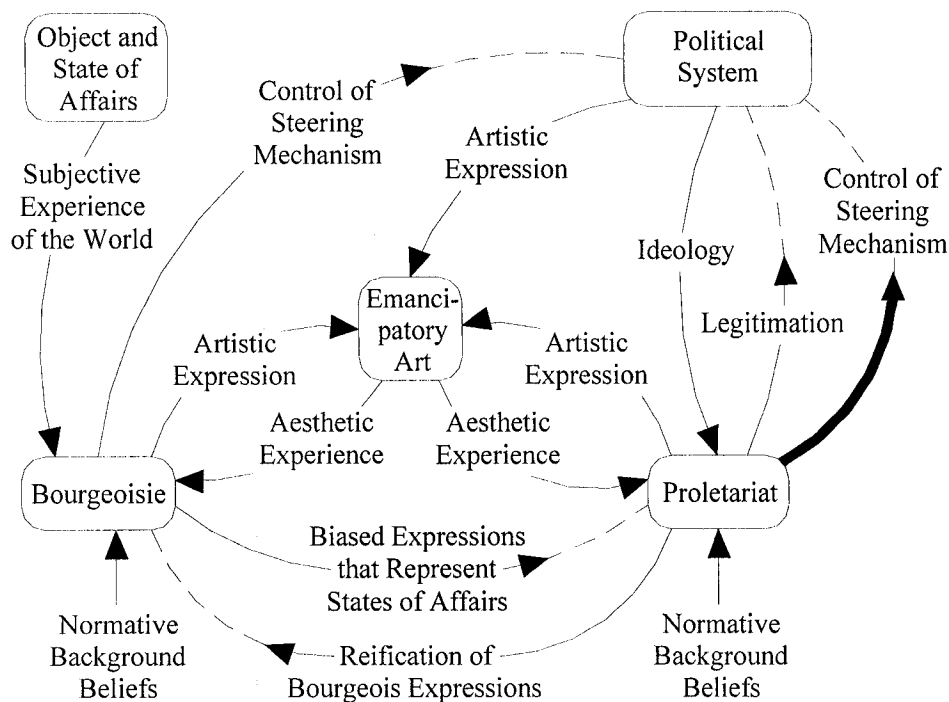 Object and
State of
Affairs
Political
System
Control of
Steering
Mechanism
Artistic
Expression
Subjective
Experience
of the World
Control of
Steering
Mechanism
Ideology
Emanci-
patory
Art
Legitimation
Artistic
Expression
Artistic
Expression
Aesthetic
Experience
Aesthetic
Experience
Bourgeoisie
Proletariat
Biased Expressions
that Represent
States of Affairs
Normative
Background
Beliefs
Reification of
Bourgeois Expressions
Normative
Background
Beliefs